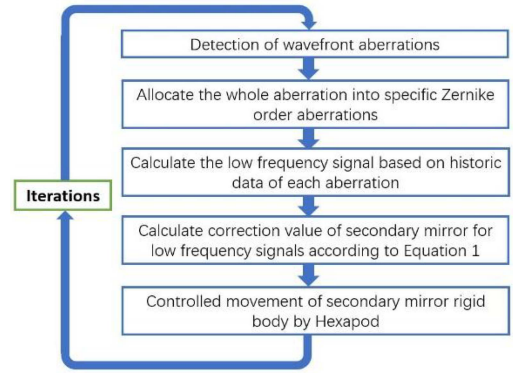 Detection of wavefront aberrations
Allocate the whole aberration into specific Zernike
order aberrations
Calculate the low frequency signal based on historic
data of each aberration
Iterations
Calculate correction value of secondary mirror for
low frequency signals according to Equation 1
Controlled movement of secondary mirror rigid
body by Hexapod